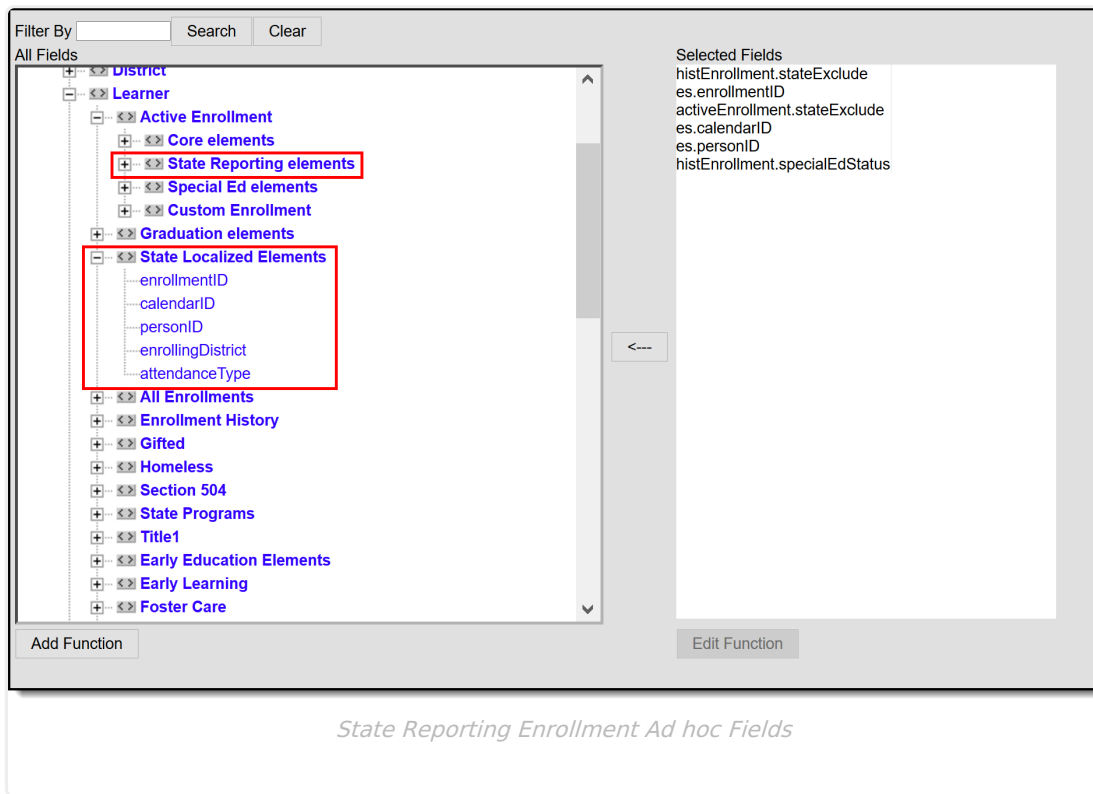 Filter By Search Clear
All Fields
District
Learner
Active Enrollment
Core elements
State Reporting elements
Special Ed elements
Custom Enrollment
Graduation elements
State Localized Elements
enrollmentID
calendarID
personID
enrollingDistrict
attendanceType
All Enrollments
Enrollment History
Gifted
Homeless
Section 504
State Programs
Title1
Early Education Elements
Early Learning
Foster Care
Add Function
<---
Selected Fields
histEnrollment.stateExclude
es.enrollmentID
activeEnrollment.stateExclude
es.calendarID
es.personID
histEnrollment.specialEdStatus
Edit Function
State Reporting Enrollment Ad hoc Fields